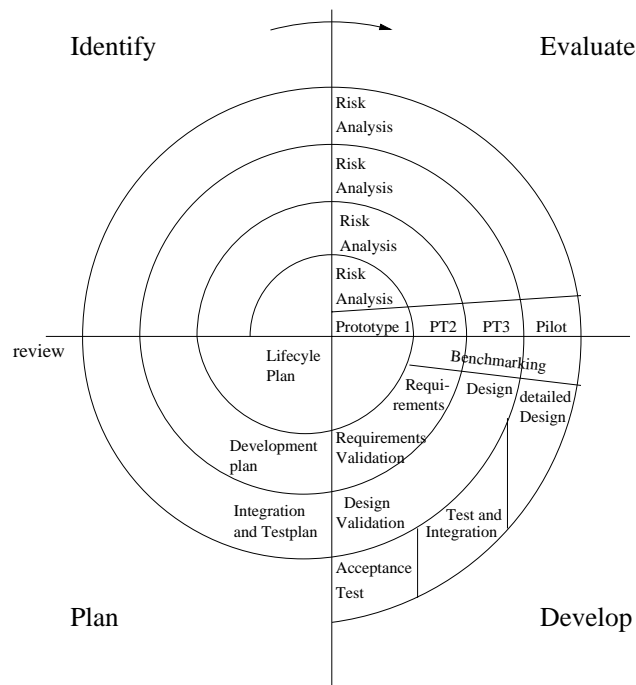 Identify
Evaluate
Risk
Analysis
Risk
Analysis
Risk
Analysis
Risk
Analysis
Prototype 1
PT2
PT3
Pilot
review
Lifecyle
Plan
Benchmarking
Requi-
rements
Design
detailed
Design
Development
plan
Requirements
Validation
Integration
and Testplan
Design
Validation
Test and
Integration
Acceptance
Test
Plan
Develop